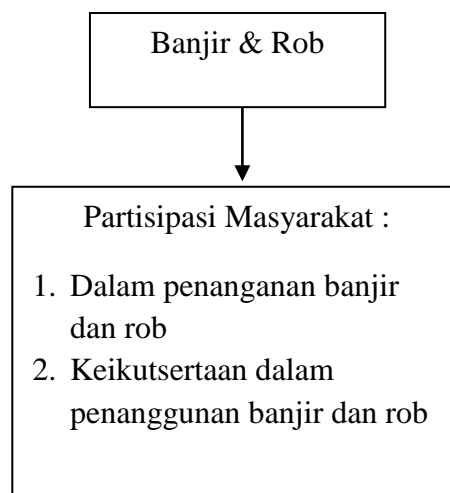 Banjir & Rob
Partisipasi Masyarakat :
1. Dalam penanganan banjir
dan rob
2. Keikutsertaan dalam
penanggunan banjir dan rob